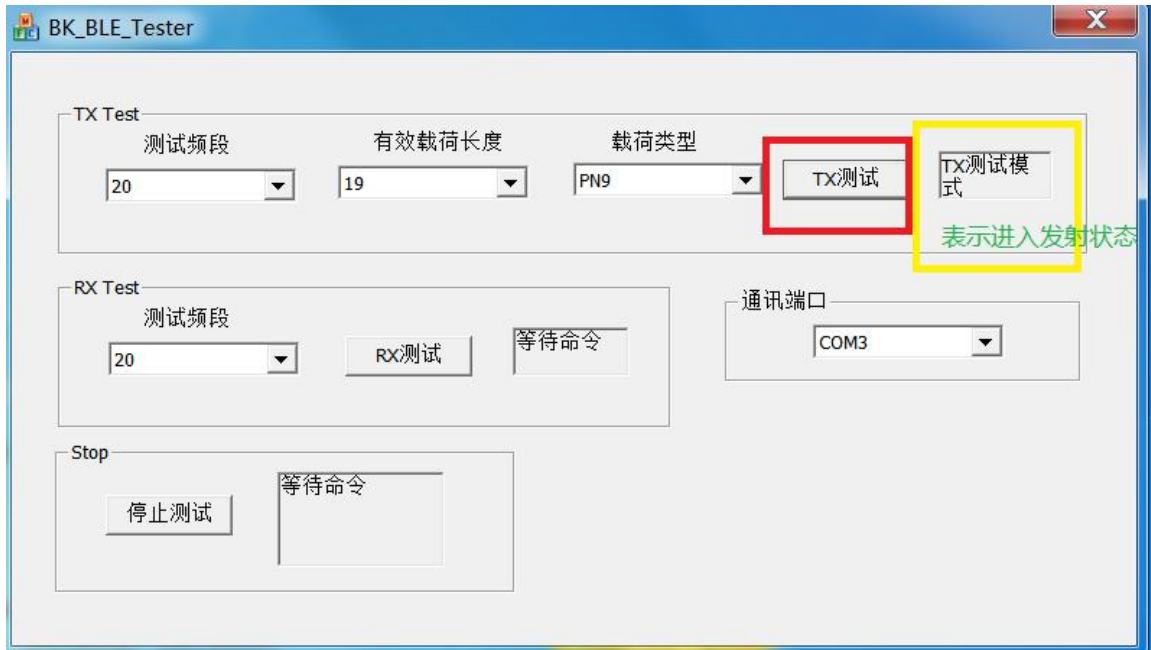 BK_BLE_Tester
TX Test
测试频段 有效载荷长度 载荷类型
20 19 PN9 TX测试 TX测试模
式
表示进入发射状态
RX Test
测试频段
20 RX测试 等待命令
通讯端口
COM3
Stop
停止测试 等待命令